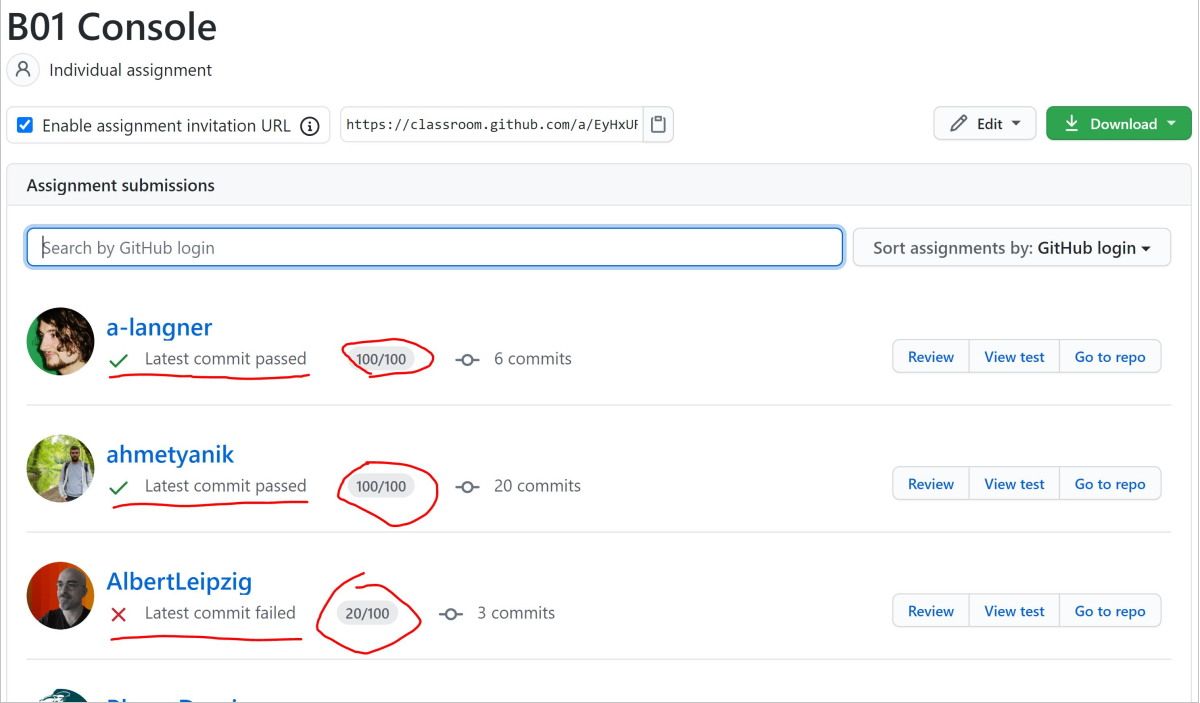 B01 Console
Individual assignment
Enable assignment invitation URL
https://classroom.github.com/a/EyHxUF
Edit
Download
Assignment submissions
Search by GitHub login
Sort assignments by: GitHub login
a-langner
Latest commit passed 100/100 6 commits
Review View test Go to repo
ahmetyanik
Latest commit passed 100/100 20 commits
Review View test Go to repo
AlbertLeipzig
Latest commit failed 20/100 3 commits
Review View test Go to repo